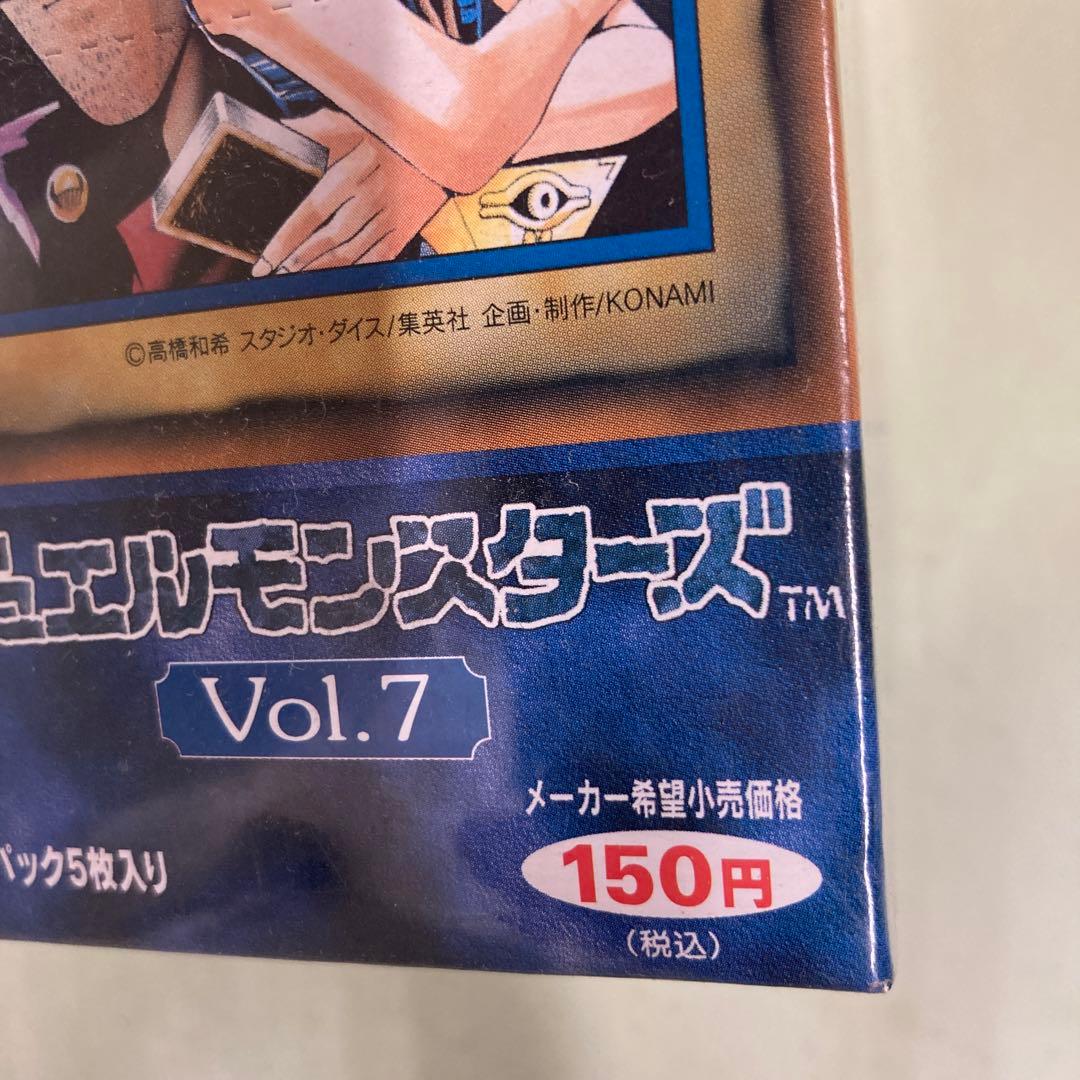 ©高橋和希 スタジオ・ダイス/集英社 企画・制作/KONAMI
ュエルモンスターズ TM
Vol.7
メーカー希望小売価格
パック5枚入り
150円
(税込)